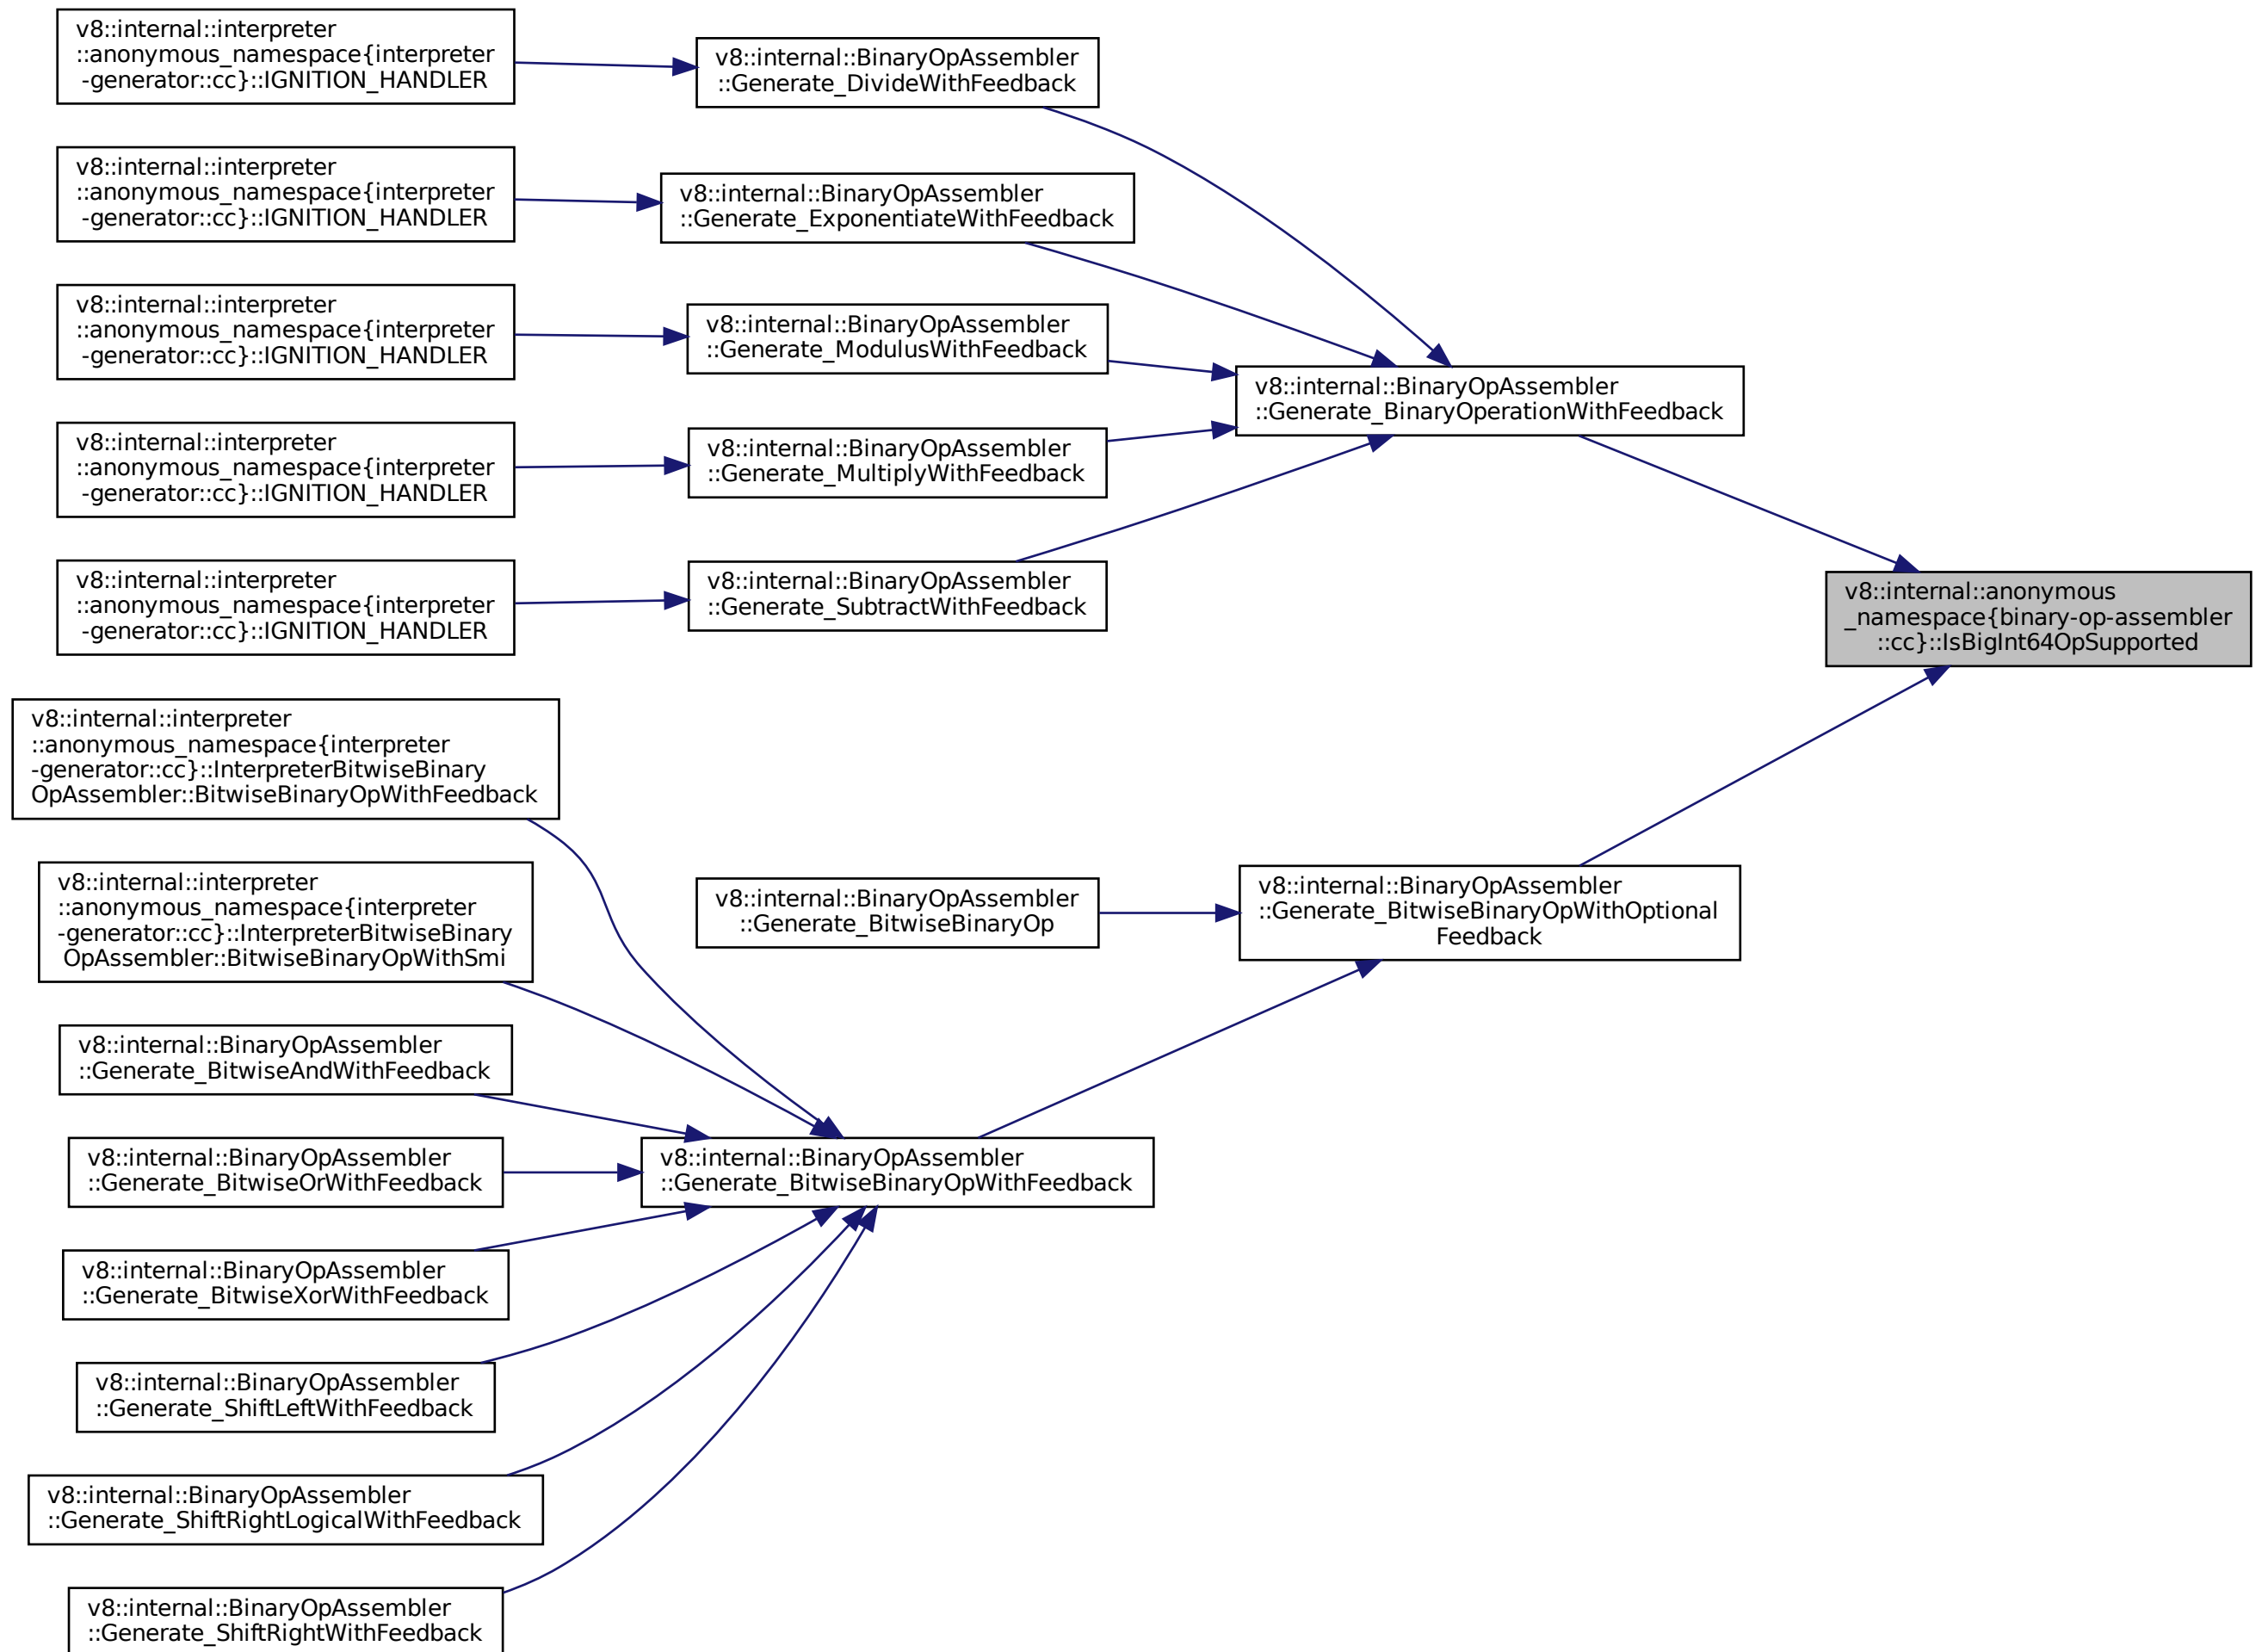 v8::internal::interpreter
::anonymous_namespace{interpreter
-generator::cc}::IGNITION_HANDLER
v8::internal::BinaryOpAssembler
::Generate_DivideWithFeedback
v8::internal::interpreter
::anonymous_namespace{interpreter
-generator::cc}::IGNITION_HANDLER
v8::internal::BinaryOpAssembler
::Generate_ExponentiateWithFeedback
v8::internal::interpreter
::anonymous_namespace{interpreter
-generator::cc}::IGNITION_HANDLER
v8::internal::BinaryOpAssembler
::Generate_ModulusWithFeedback
v8::internal::BinaryOpAssembler
::Generate_BinaryOperationWithFeedback
v8::internal::interpreter
::anonymous_namespace{interpreter
-generator::cc}::IGNITION_HANDLER
v8::internal::BinaryOpAssembler
::Generate_MultiplyWithFeedback
v8::internal::interpreter
::anonymous_namespace{interpreter
-generator::cc}::IGNITION_HANDLER
v8::internal::BinaryOpAssembler
::Generate_SubtractWithFeedback
v8::internal::anonymous
_namespace{binary-op-assembler
::cc}::IsBigInt64OpSupported
v8::internal::interpreter
::anonymous_namespace{interpreter
-generator::cc}::InterpreterBitwiseBinary
OpAssembler::BitwiseBinaryOpWithFeedback
v8::internal::interpreter
::anonymous_namespace{interpreter
-generator::cc}::InterpreterBitwiseBinary
OpAssembler::BitwiseBinaryOpWithSmi
v8::internal::BinaryOpAssembler
::Generate_BitwiseBinaryOp
v8::internal::BinaryOpAssembler
::Generate_BitwiseBinaryOpWithOptional
Feedback
v8::internal::BinaryOpAssembler
::Generate_BitwiseAndWithFeedback
v8::internal::BinaryOpAssembler
::Generate_BitwiseOrWithFeedback
v8::internal::BinaryOpAssembler
::Generate_BitwiseBinaryOpWithFeedback
v8::internal::BinaryOpAssembler
::Generate_BitwiseXorWithFeedback
v8::internal::BinaryOpAssembler
::Generate_ShiftLeftWithFeedback
v8::internal::BinaryOpAssembler
::Generate_ShiftRightLogicalWithFeedback
v8::internal::BinaryOpAssembler
::Generate_ShiftRightWithFeedback